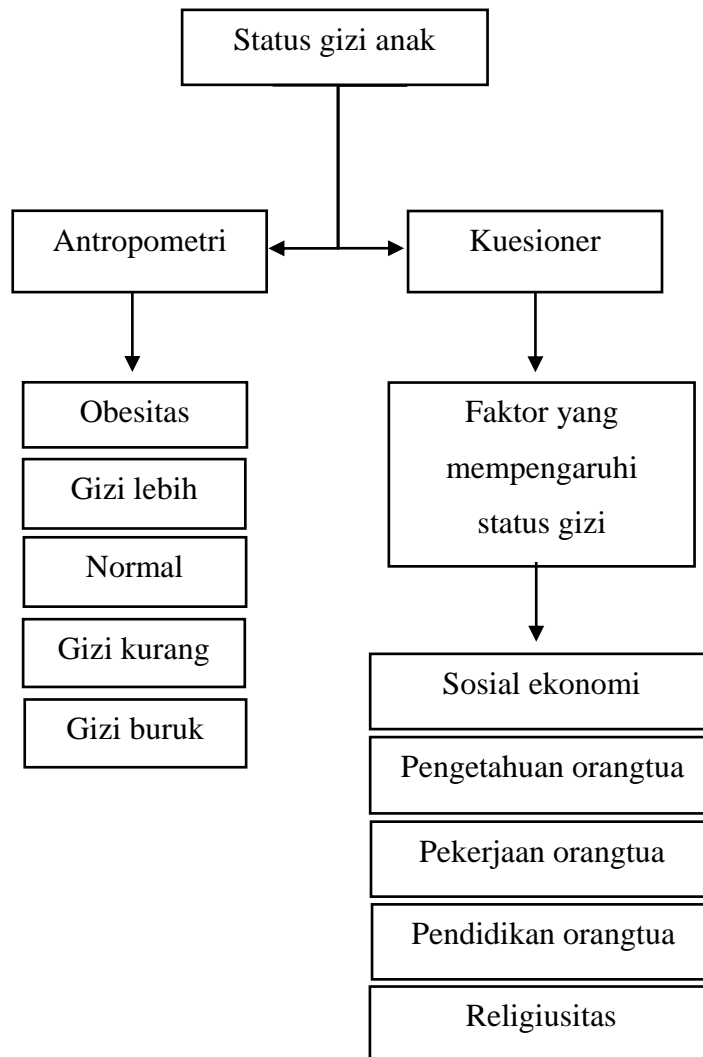 Status gizi anak
Antropometri
Kuesioner
Obesitas
Gizi lebih
Normal
Gizi kurang
Gizi buruk
Faktor yang
mempengaruhi
status gizi
Sosial ekonomi
Pengetahuan orangtua
Pekerjaan orangtua
Pendidikan orangtua
Religiusitas